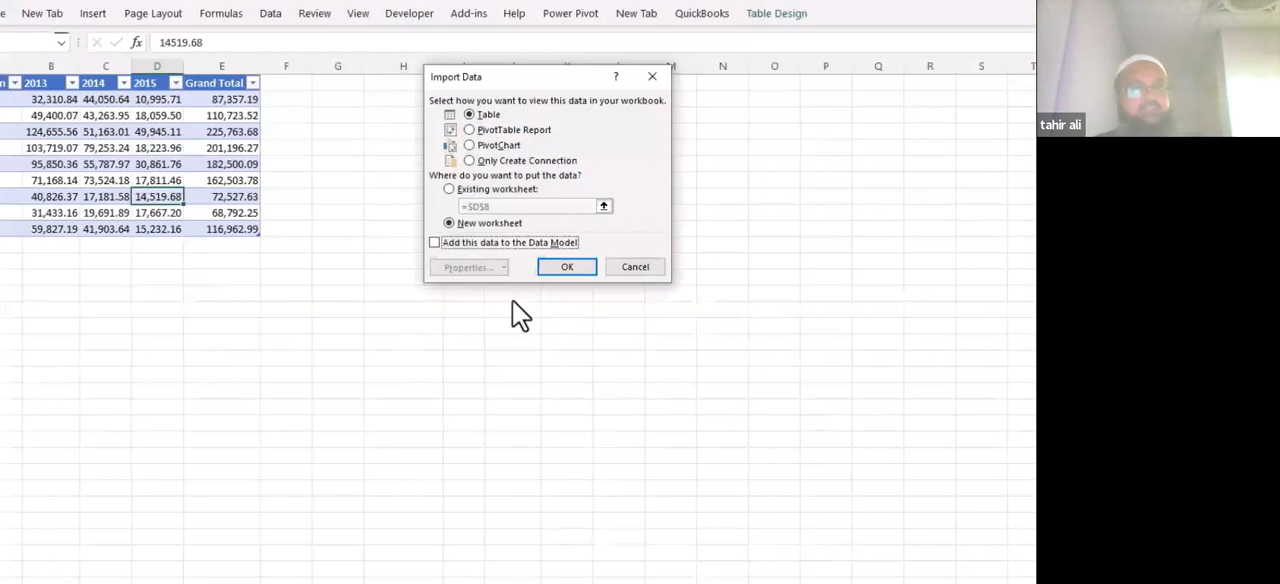 e New Tab Insert Page Layout Formulas Data Review View Developer Add-ins Help Power Pivot New Tab QuickBooks Table Design
fx 14519.68
B C D E F G H M N O P Q R S T
n 2013 2014 2015 Grand Total
32,310.84 44,050.64 10,995.71 87,357.19
49,400.07 43,263.95 18,059.50 110,723.52
124,655.56 51,163.01 49,945.11 225,763.68
103,719.07 79,253.24 18,223.96 201,196.27
95,850.36 55,787.97 30,861.76 182,500.09
71,168.14 73,524.18 17,811.46 162,503.78
40,826.37 17,181.58 14,519.68 72,527.63
31,433.16 19,691.89 17,667.20 68,792.25
59,827.19 41,903.64 15,232.16 116,962.99
Import Data ?
Select how you want to view this data in your workbook.
Table
PivotTable Report
PivotChart
Only Create Connection
Where do you want to put the data?
Existing worksheet:
=$D$8
New worksheet
Add this data to the Data Model
Properties... OK Cancel
tahir ali